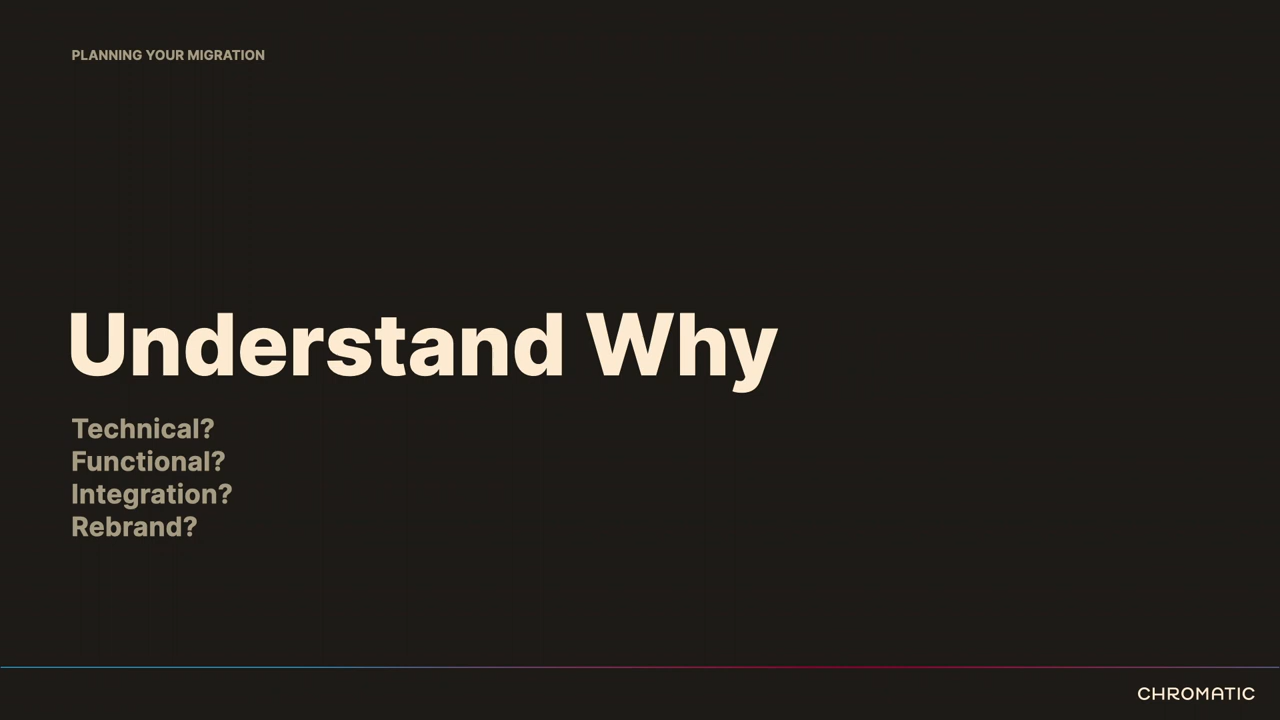 PLANNING YOUR MIGRATION
Understand Why
Technical?
Functional?
Integration?
Rebrand?
CHROMATIC